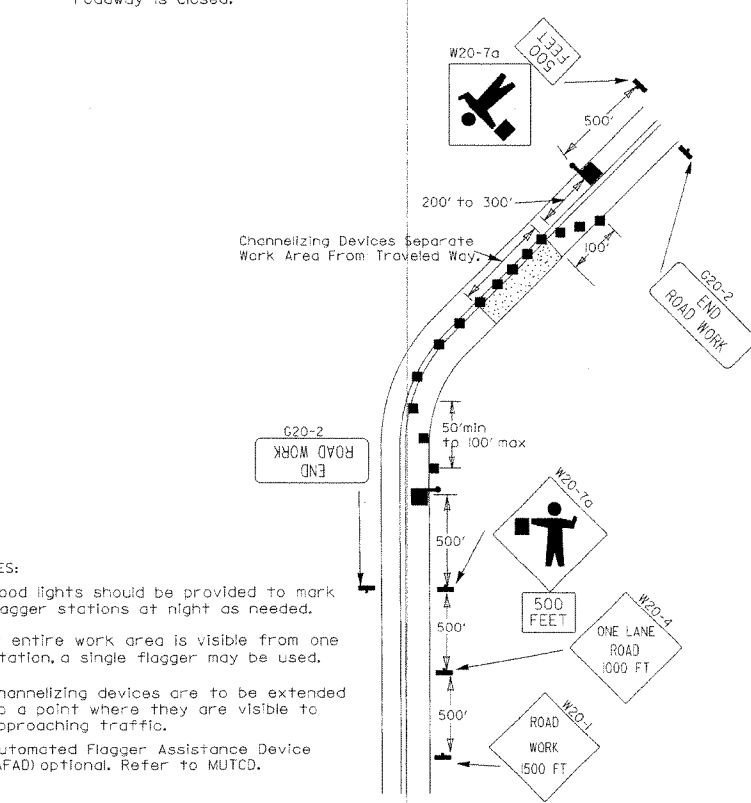 roadway is closed.
W20-7a
500
FEET
500'
200' to 300'
Channelizing Devices Separate
Work Area From Traveled Way.
100'
G20-2
END
ROAD WORK
G20-2
END
ROAD WORK
50'min
to 100' max
W20-7a
500'
500
FEET
500'
W20-4
ONE LANE
ROAD
1000 FT
500'
W20-1
ROAD
WORK
1500 FT
ES:
ood lights should be provided to mark
agger stations at night as needed.
entire work area is visible from one
tation, a single flagger may be used.
hannelizing devices are to be extended
o a point where they are visible to
pproaching traffic.
utomated Flagger Assistance Device
AFAD) optional. Refer to MUTCD.